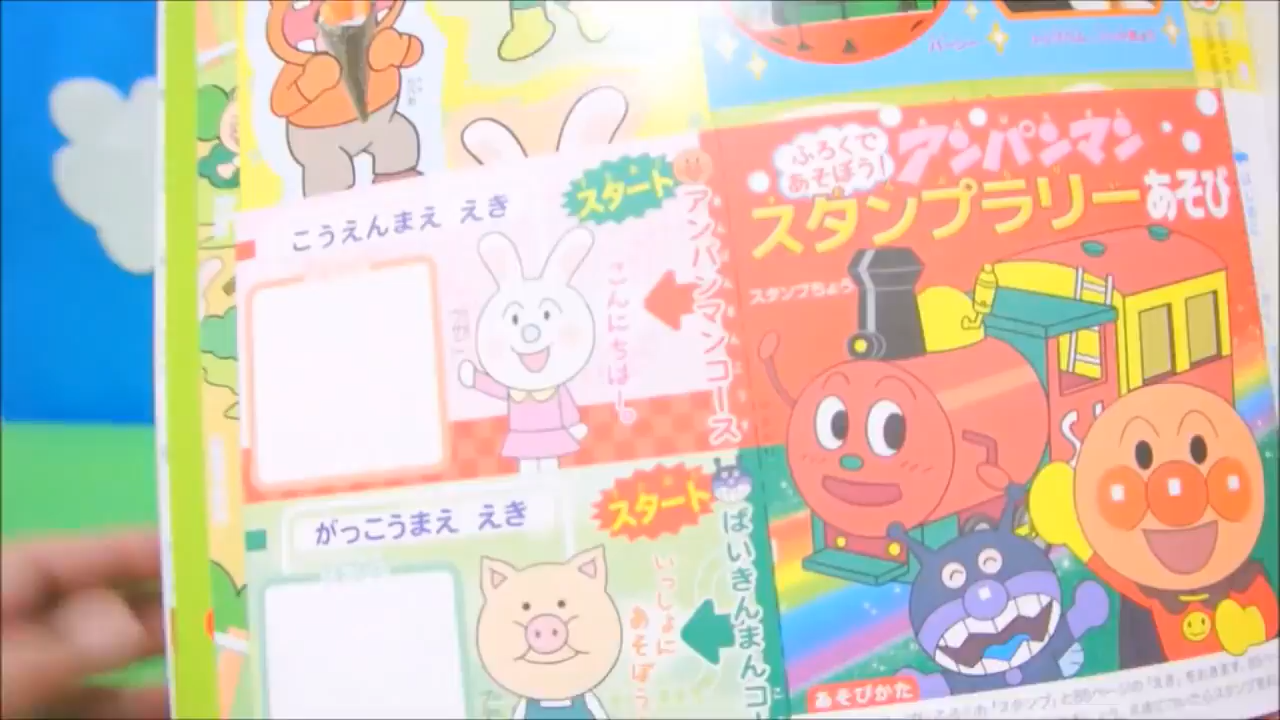 ふろくで
あそぼう!
アンパンマン
スタンプラリーあそび
スタンプちょう
スタート
アンパンマンコース
こうえんまえ えき
こんにちは〜。
スタート
ばいきんまんコー
がっこうまえ えき
いっしょに
あそぼう
あそびかた